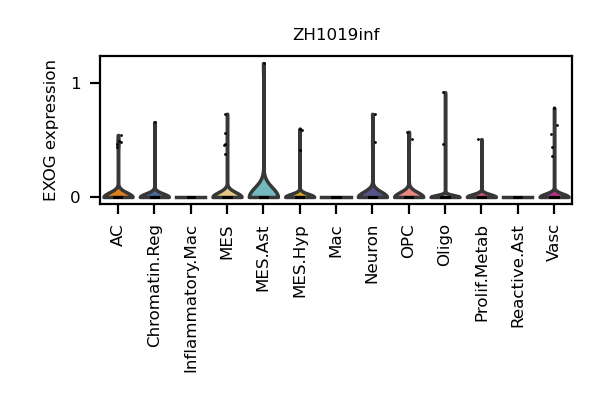 ZH1019inf
EXOG expression
1
0
AC
Chromatin.Reg
Inflammatory.Mac
MES
MES.Ast
MES.Hyp
Mac
Neuron
OPC
Oligo
Prolif.Metab
Reactive.Ast
Vasc